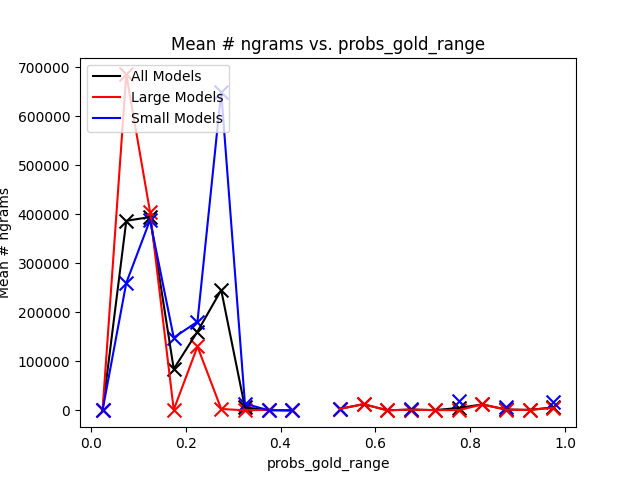 Mean # ngrams vs. probs_gold_range
All Models
Large Models
Small Models
700000
600000
500000
400000
300000
200000
100000
0
Mean # ngrams
0.0
0.2
0.4
0.6
0.8
1.0
probs_gold_range